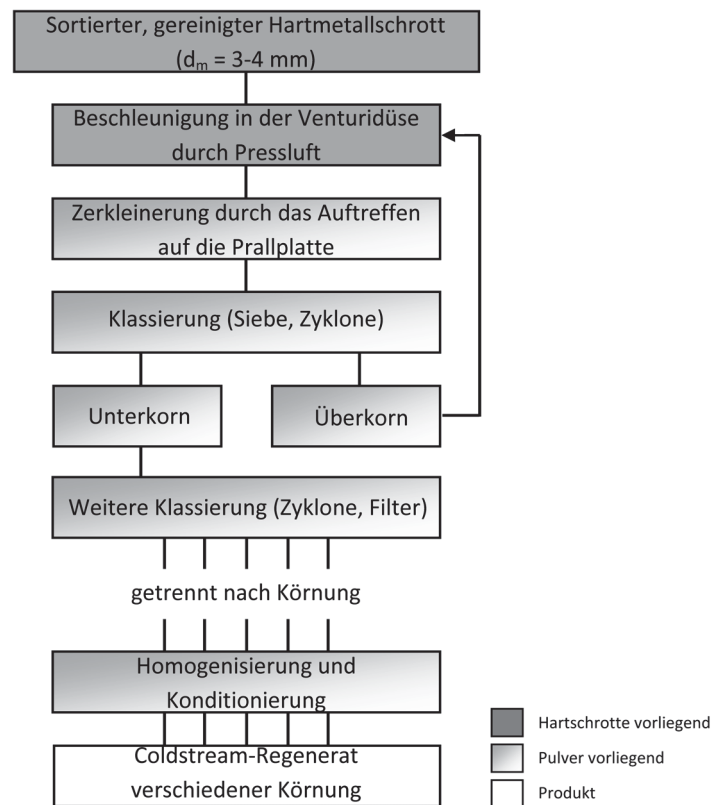 Sortierter, gereinigter Hartmetallschrott
(dm = 3-4 mm)
Beschleunigung in der Venturidüse
durch Pressluft
Zerkleinerung durch das Auftreffen
auf die Prallplatte
Klassierung (Siebe, Zyklone)
Unterkorn
Überkorn
Weitere Klassierung (Zyklone, Filter)
getrennt nach Körnung
Homogenisierung und
Konditionierung
Coldstream-Regenerat
verschiedener Körnung
Hartschrotte vorliegend
Pulver vorliegend
Produkt